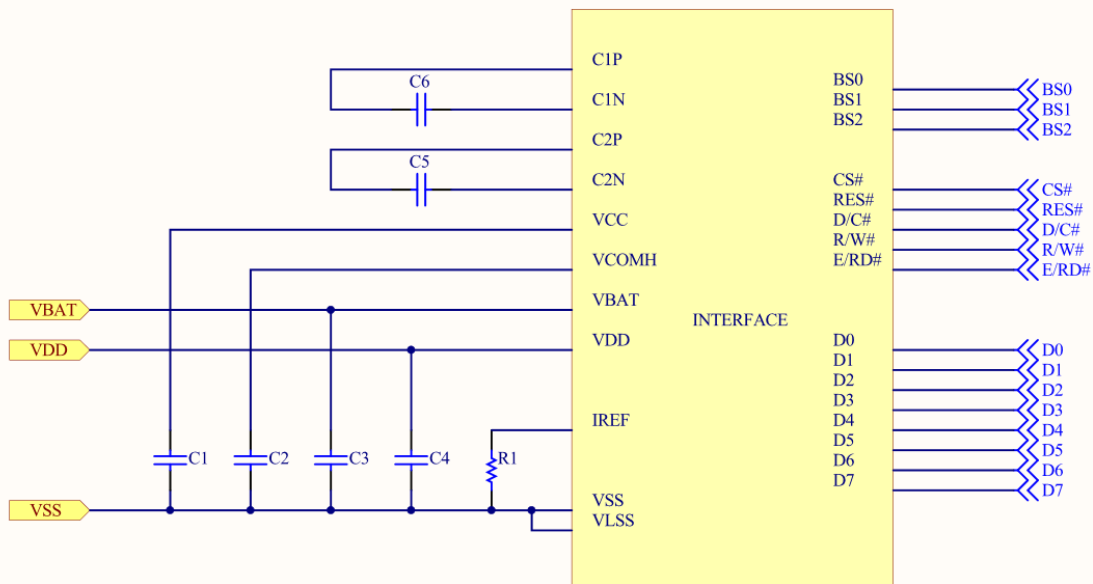 C1P
C6
BS0
BS0
C1N
BS1
BS1
BS2
BS2
C2P
C5
C2N
CS#
CS#
RES#
RES#
VCC
D/C#
D/C#
R/W#
R/W#
VCOMH
E/RD#
E/RD#
VBAT
VBAT
INTERFACE
VDD
VDD
D0
D0
D1
D1
D2
D2
D3
D3
IREF
D4
D4
D5
D5
C1
C2
C3
C4
R1
D6
D6
D7
D7
VSS
VSS
VLSS